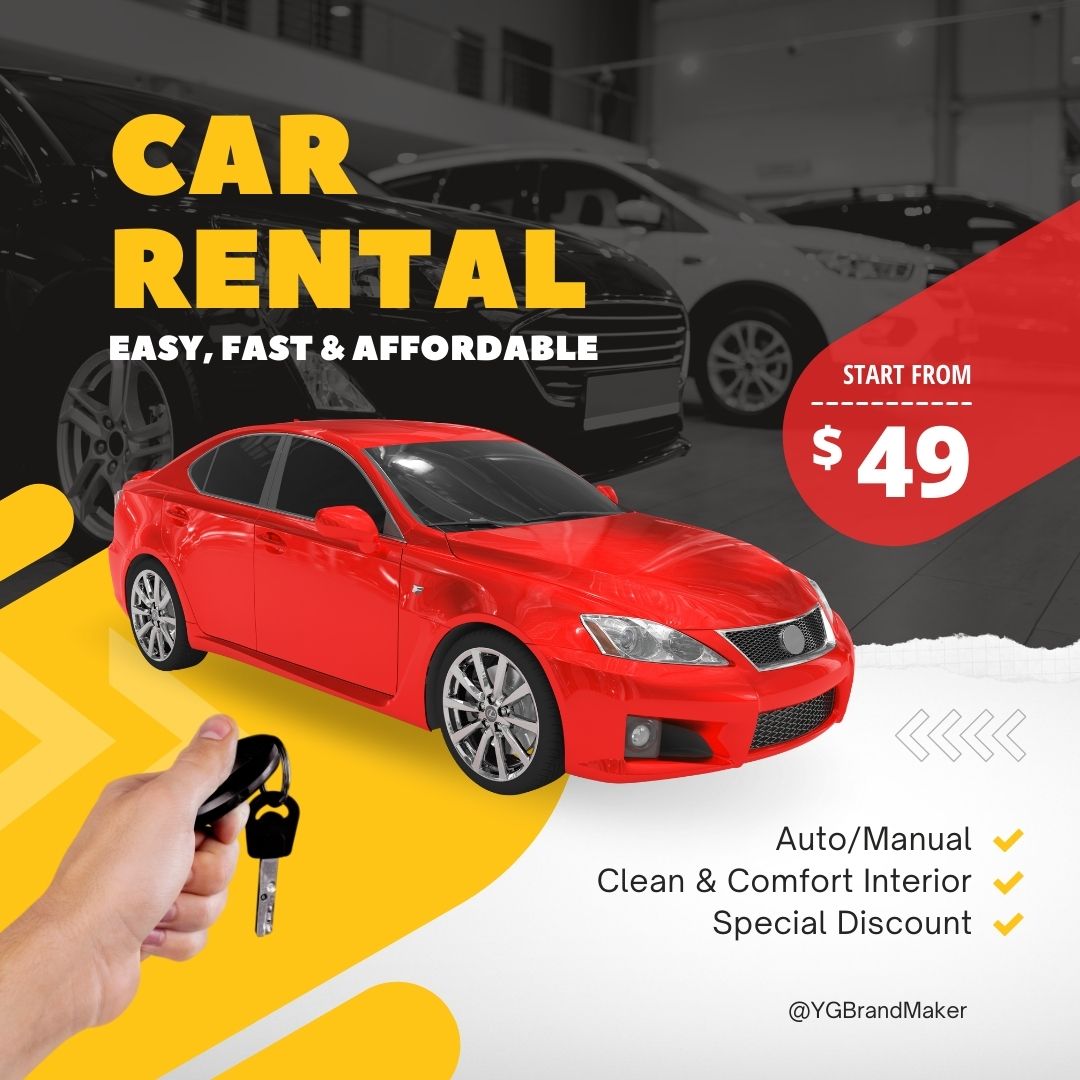 CAR
RENTAL
EASY, FAST & AFFORDABLE
START FROM
$ 49
Auto/Manual
Clean & Comfort Interior
Special Discount
@YGBrandMaker